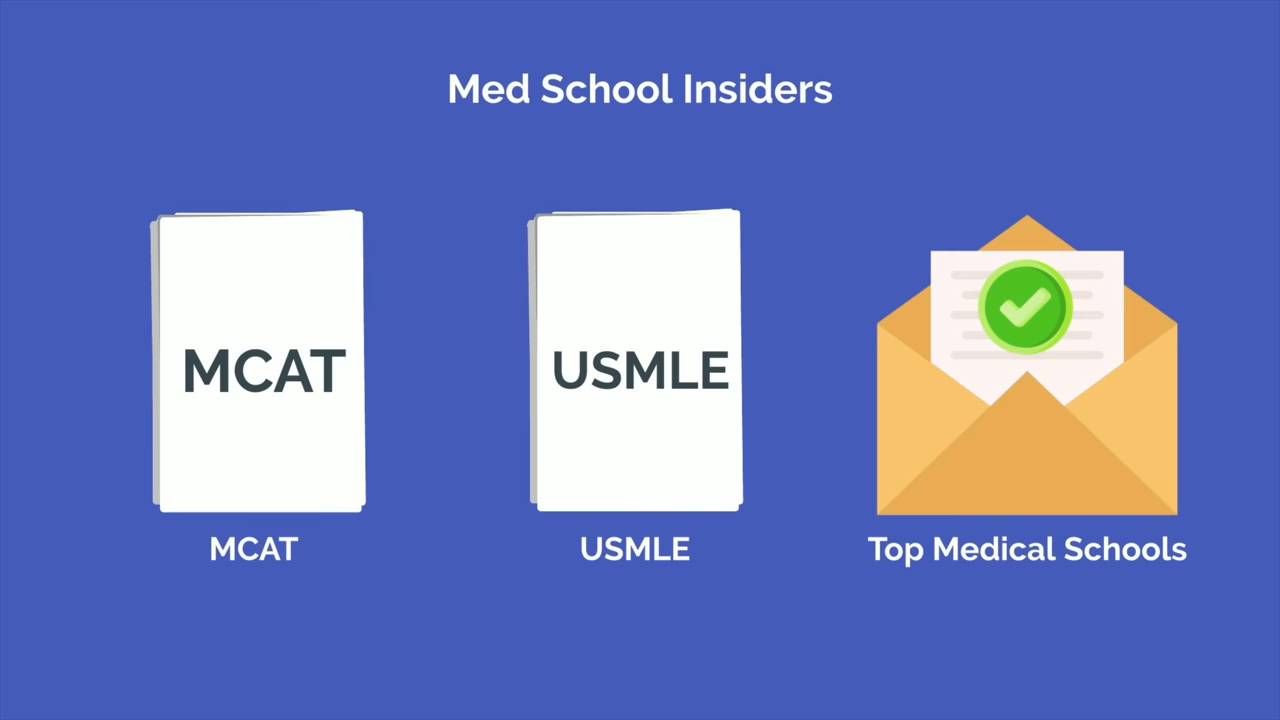 Med School Insiders
MCAT
USMLE
MCAT
USMLE
Top Medical Schools